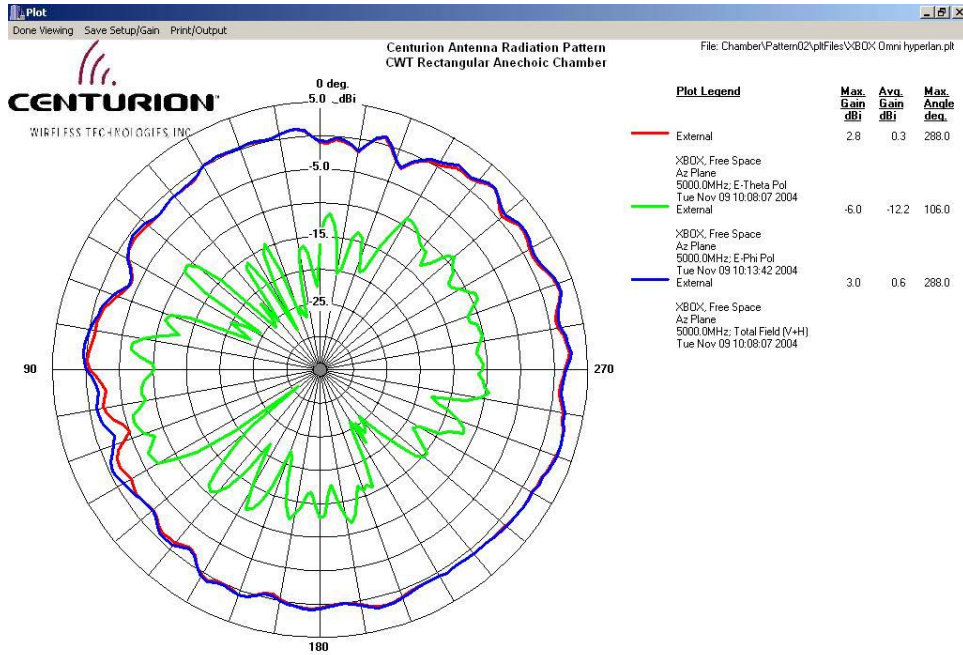 Plot
Done Viewing Save Setup/Gain Print/Output
Centurion Antenna Radiation Pattern
CWT Rectangular Anechoic Chamber
File: Chamber\Pattern02\pltFiles\XBOX Omni hyperlan.plt
CENTURION™
WIRELESS TECHNOLOGIES, INC.
0 deg.
5.0 dBi
-5.0
-15.
-25.
90
270
180
Plot Legend Max. Gain dBi Avg. Gain dBi Max. Angle deg.
External 2.8 0.3 288.0
XBOX, Free Space
Az Plane
5000.0MHz; E-Theta Pol
Tue Nov 09 10:08:07 2004
External -6.0 -12.2 106.0
XBOX, Free Space
Az Plane
5000.0MHz; E-Phi Pol
Tue Nov 09 10:13:42 2004
External 3.0 0.6 288.0
XBOX, Free Space
Az Plane
5000.0MHz; Total Field (V+H)
Tue Nov 09 10:08:07 2004